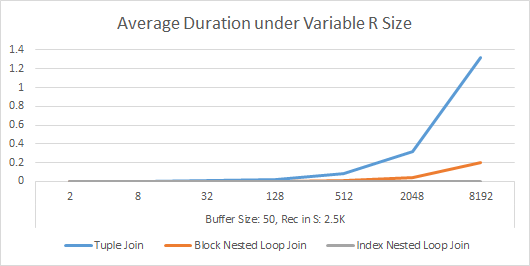 Average Duration under Variable R Size
1.4
1.2
1
0.8
0.6
0.4
0.2
0
2 8 32 128 512 2048 8192
Buffer Size: 50, Rec in S: 2.5K
Tuple Join Block Nested Loop Join Index Nested Loop Join